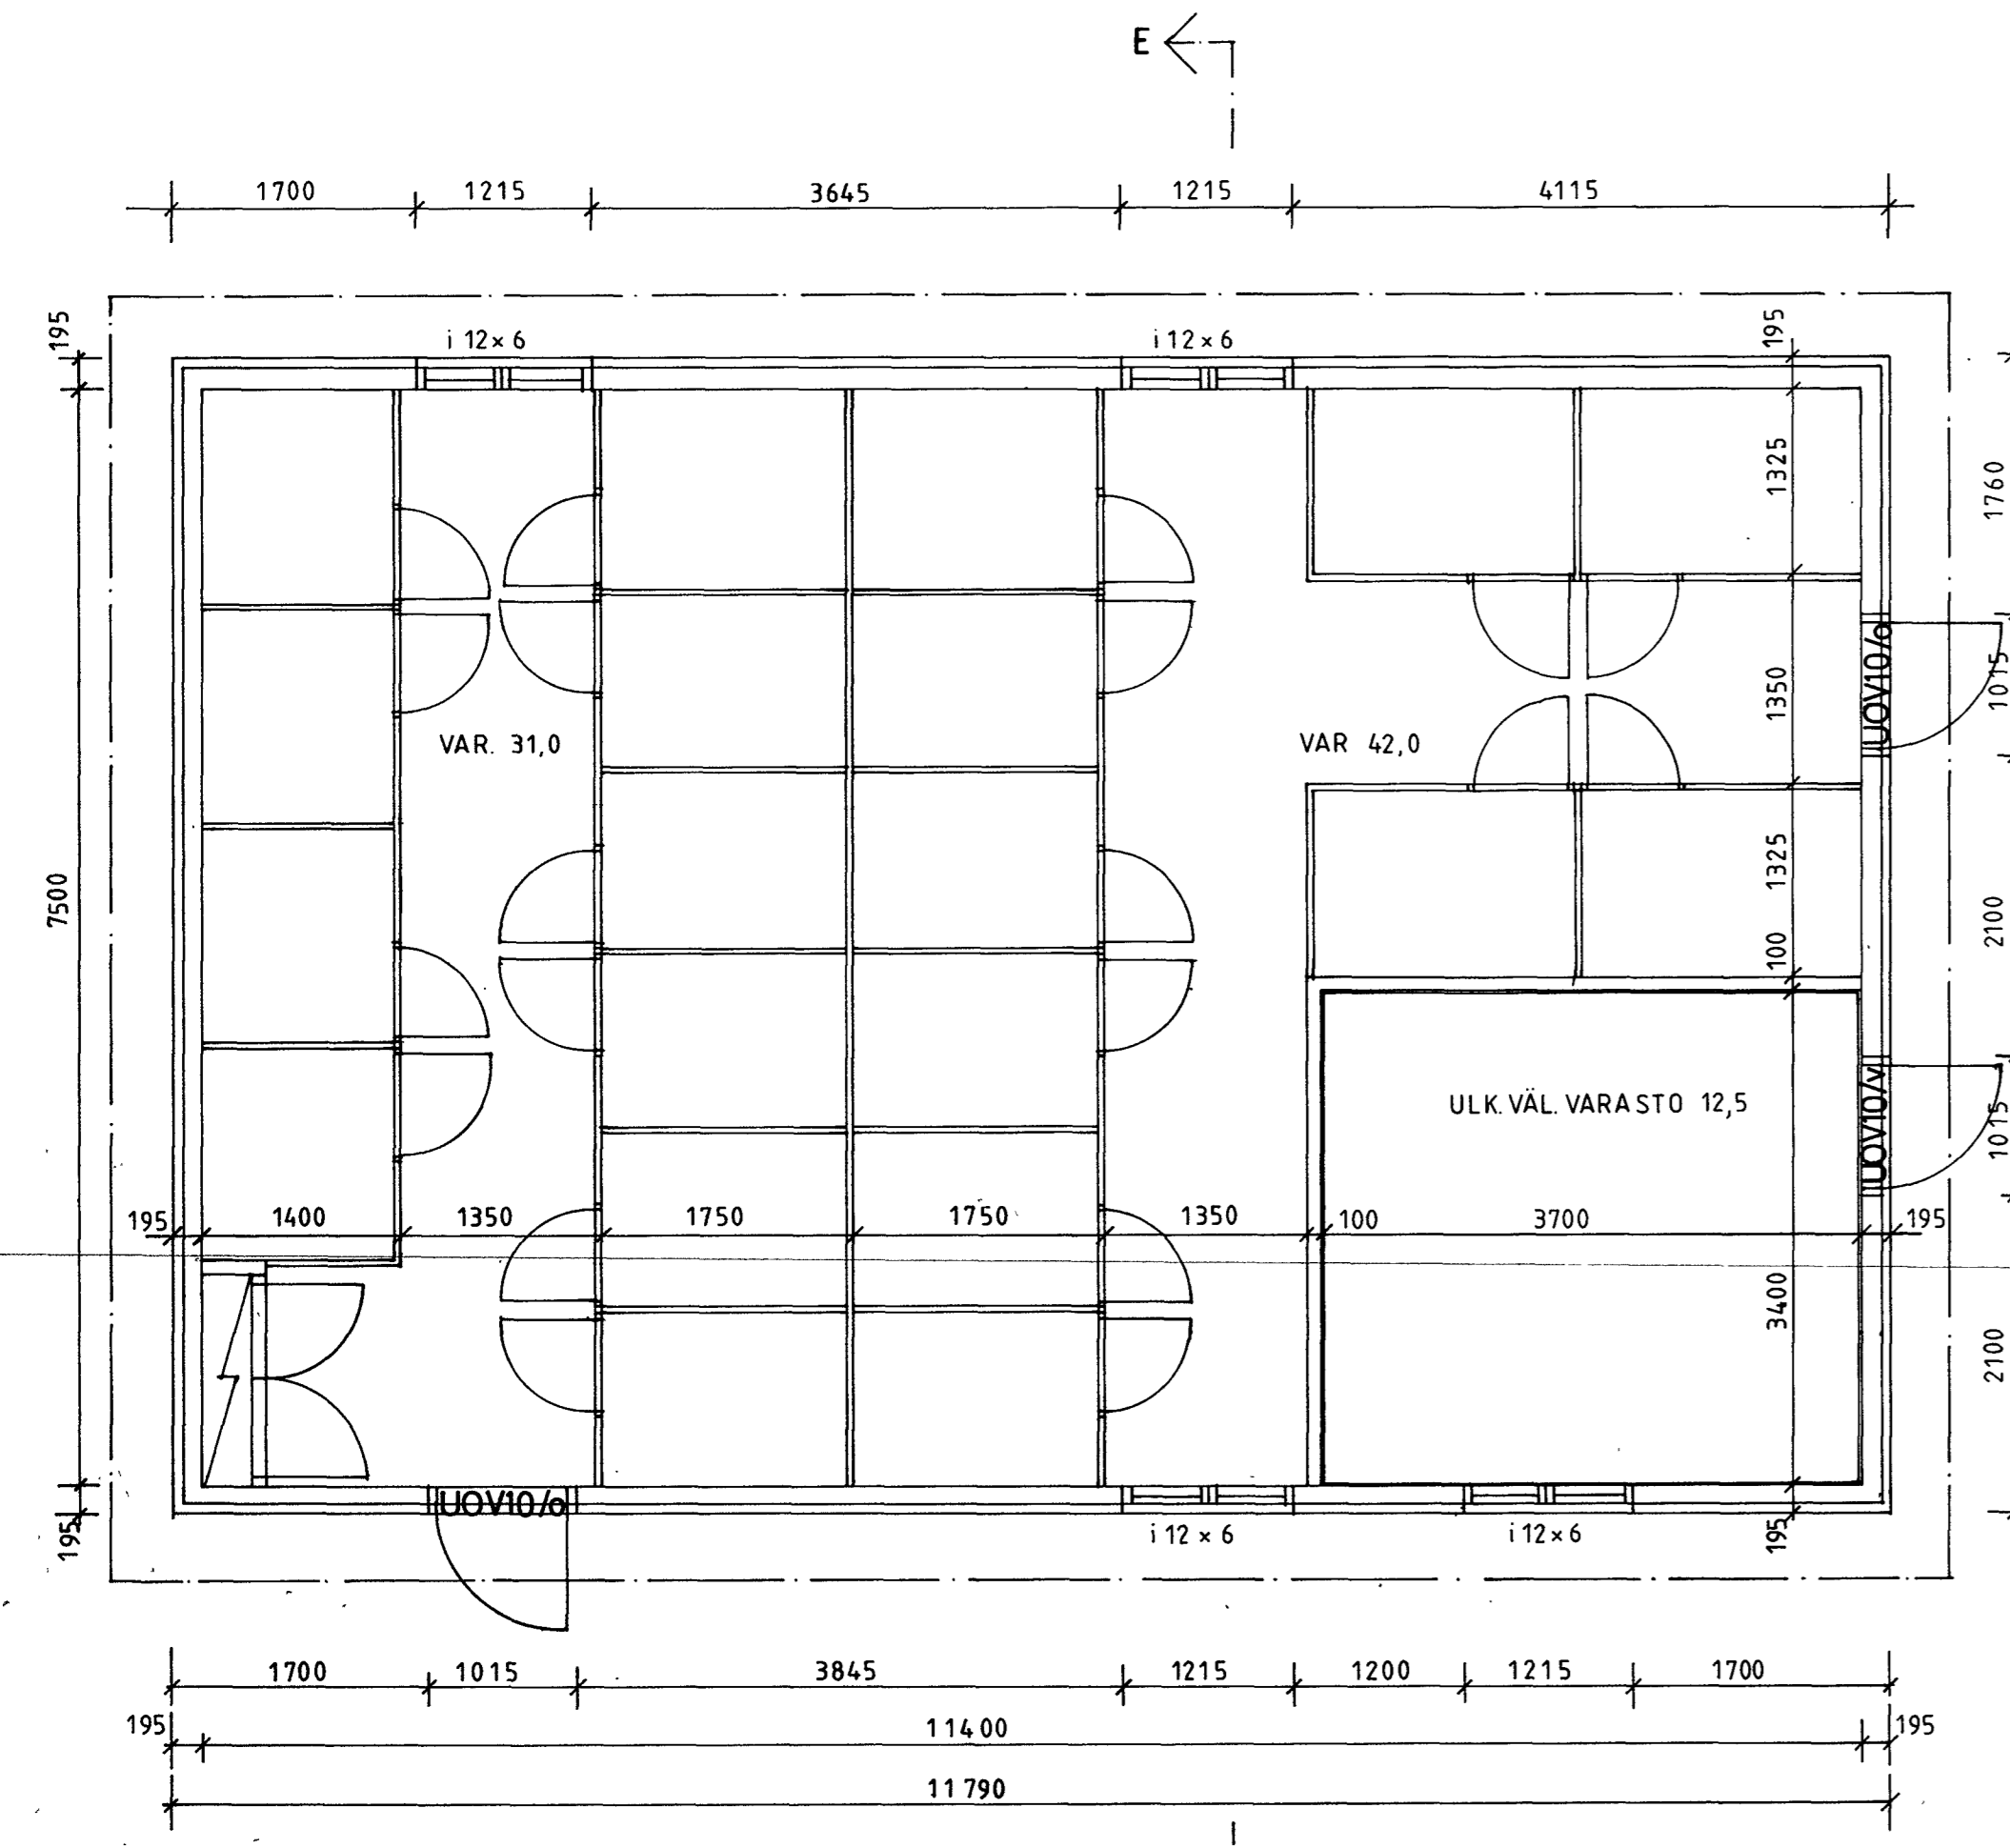 E
1700 1215 3645 1215 4115
195 i 12×6 i 12×6 195
1325 1760
UOV10/o 1015
1350
VAR. 31,0 VAR 42,0
7500 1325 2100
100
ULK. VÄL. VARASTO 12,5 UOV10/v 1015
195 1400 1350 1750 1750 1350 100 3700 195
3400 2100
UOV10/o
195 i 12×6 i 12×6 195
1700 1015 3845 1215 1200 1215 1700
195 11400 195
11790